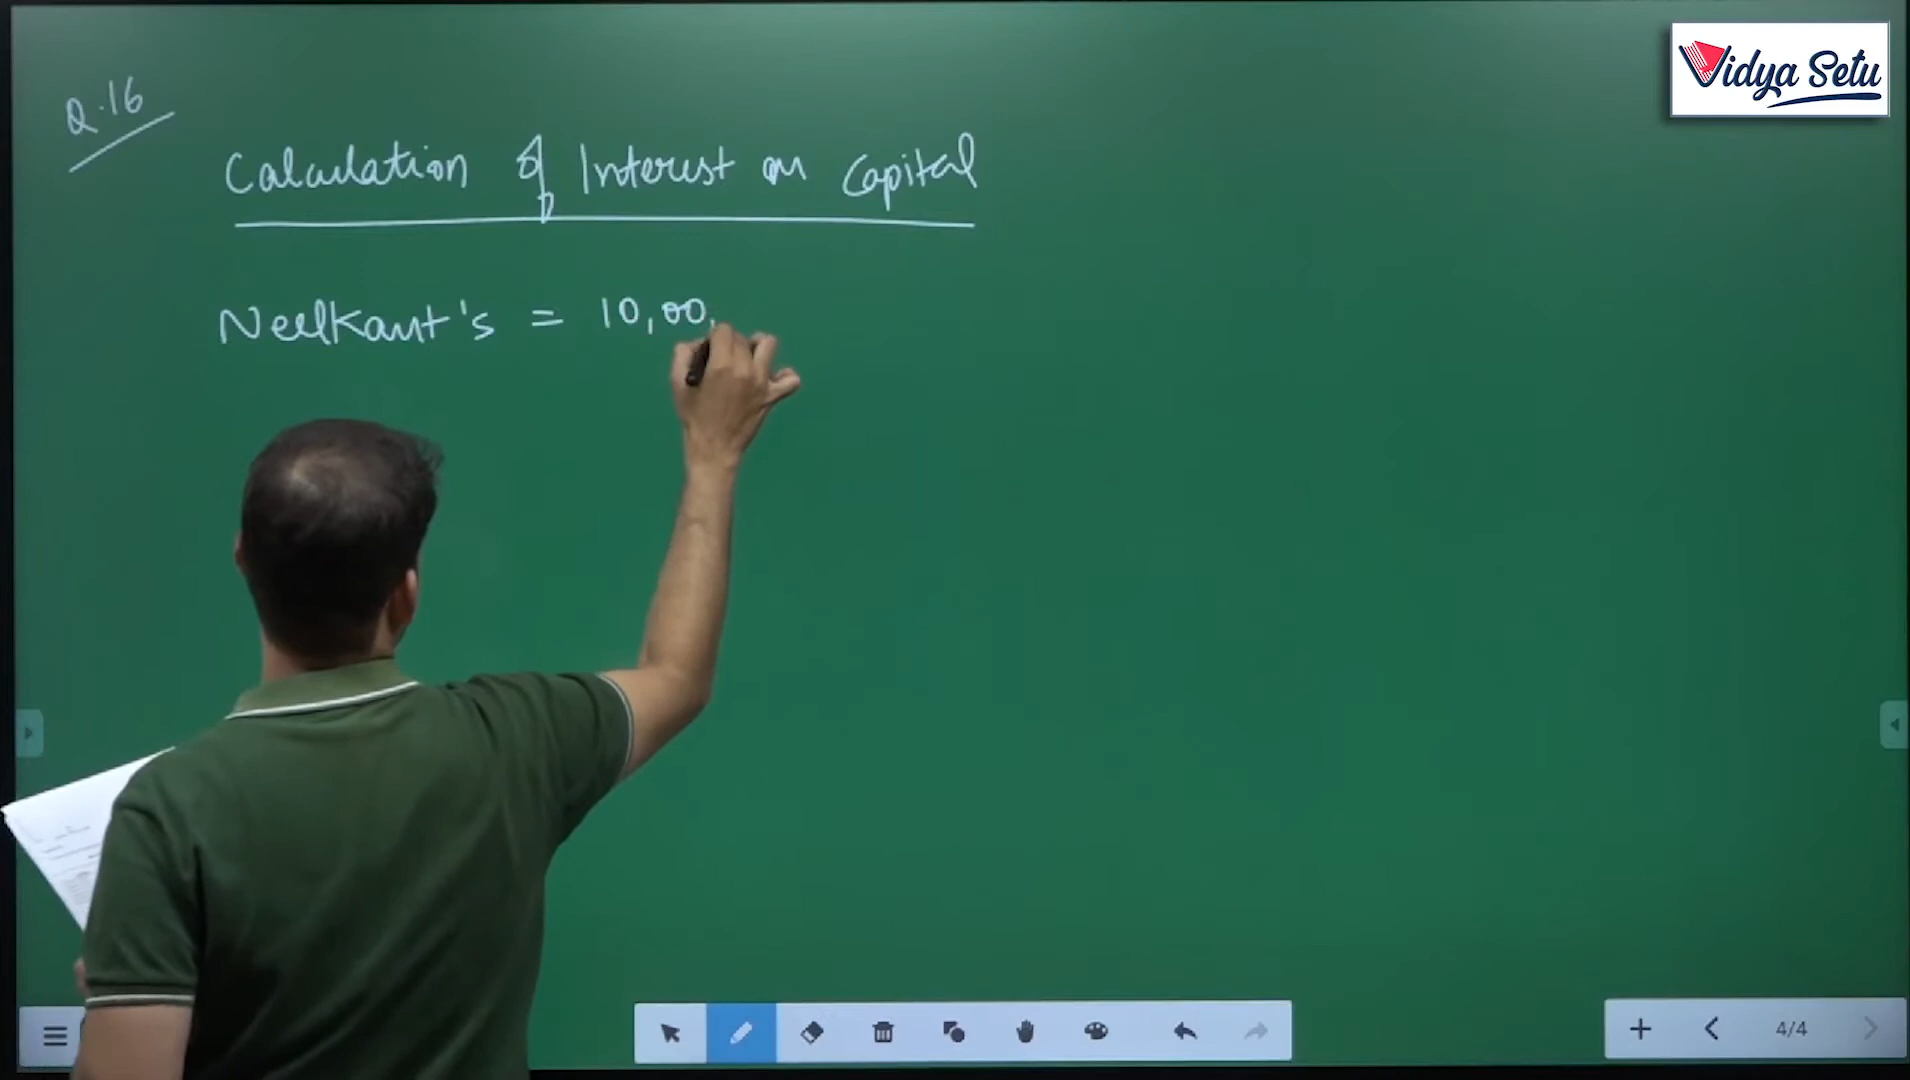 Vidya Setu
Q.16
Calculation of Interest on Capital
Neelkant's = 10,00,
4/4